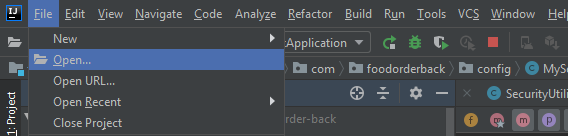 IJ File Edit View Navigate Code Analyze Refactor Build Run Tools VCS Window H
New Application
Open... com foodorderback config MyS
Open URL...
Open Recent SecurityUtil
Close Project rder-back f m m p
1: Project